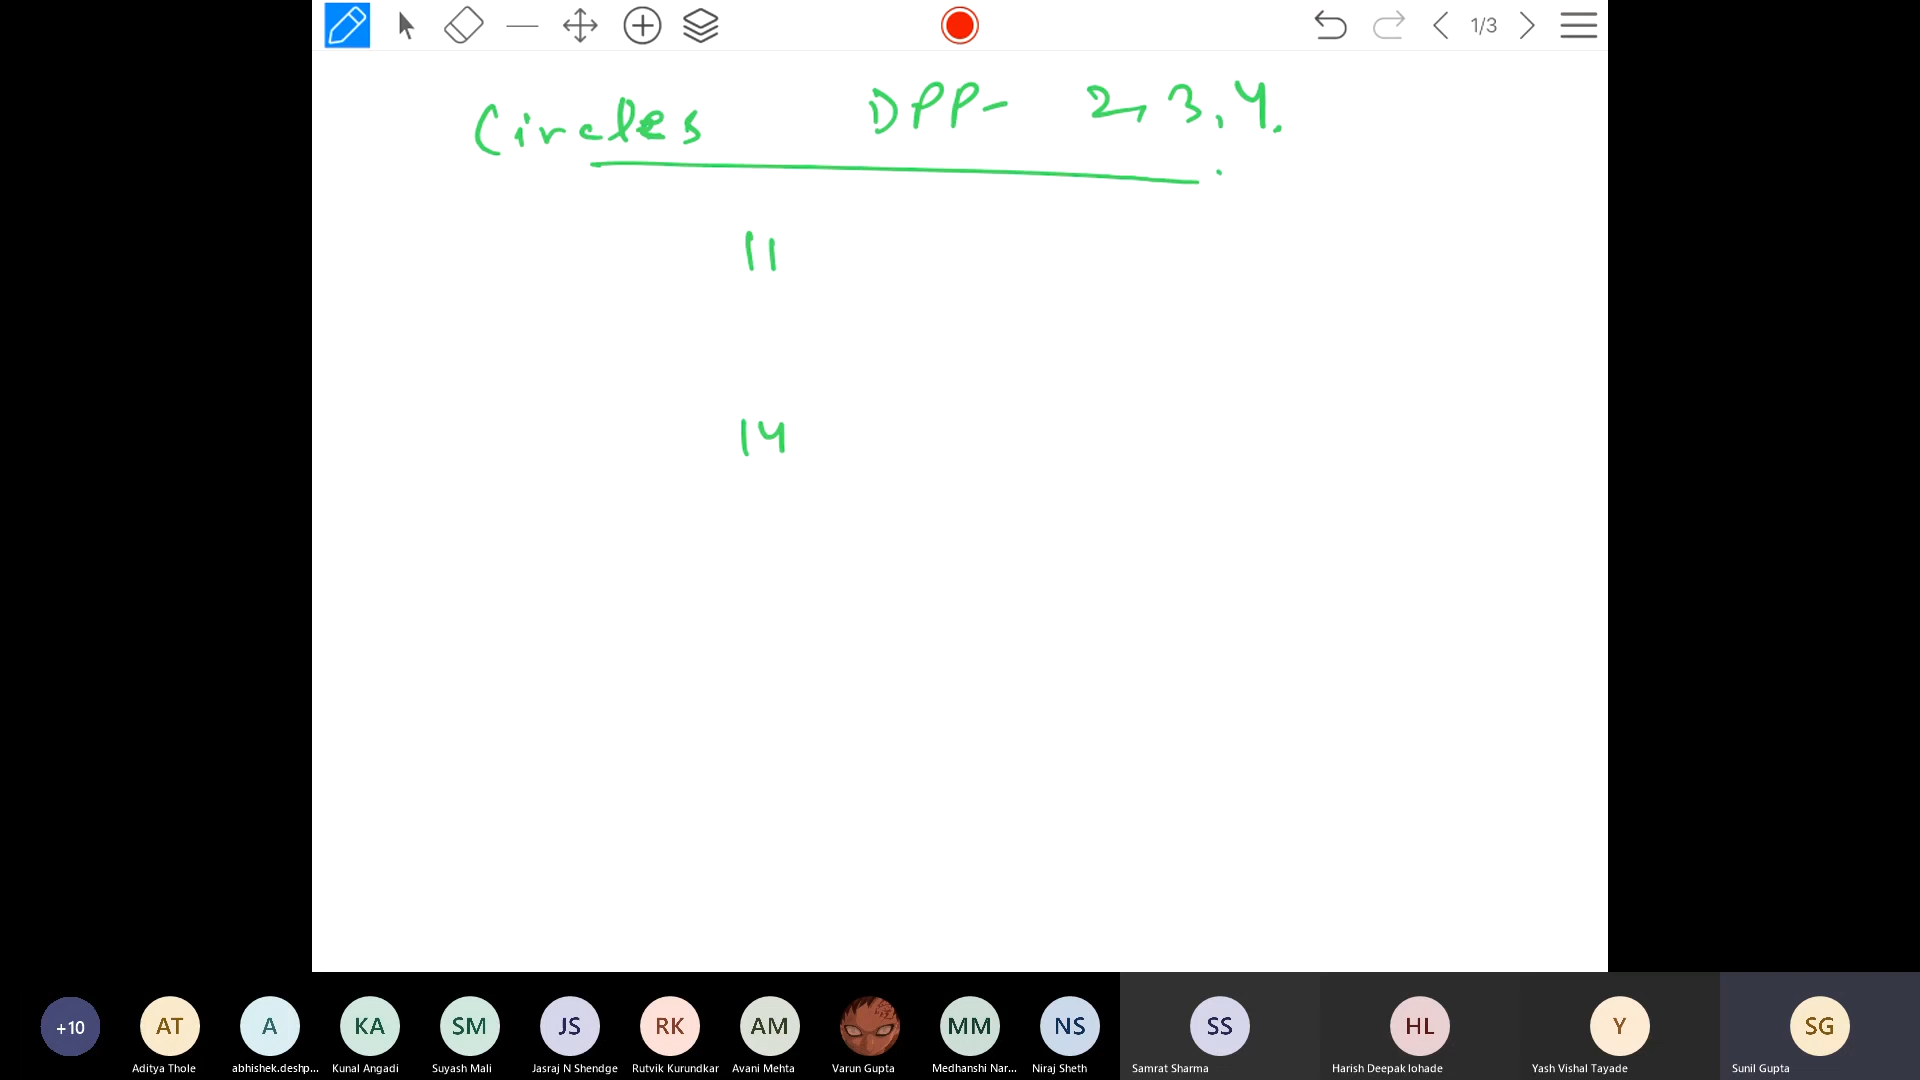 1/3
Circles DPP- 2, 3, 4.
11
14
+10 AT A KA SM JS RK AM MM NS SS HL Y SG
Aditya Thole abhishek.deshp... Kunal Angadi Suyash Mali Jasraj N Shendge Rutvik Kurundkar Avani Mehta Varun Gupta Medhanshi Nar... Niraj Sheth Samrat Sharma Harish Deepak lohade Yash Vishal Tayade Sunil Gupta